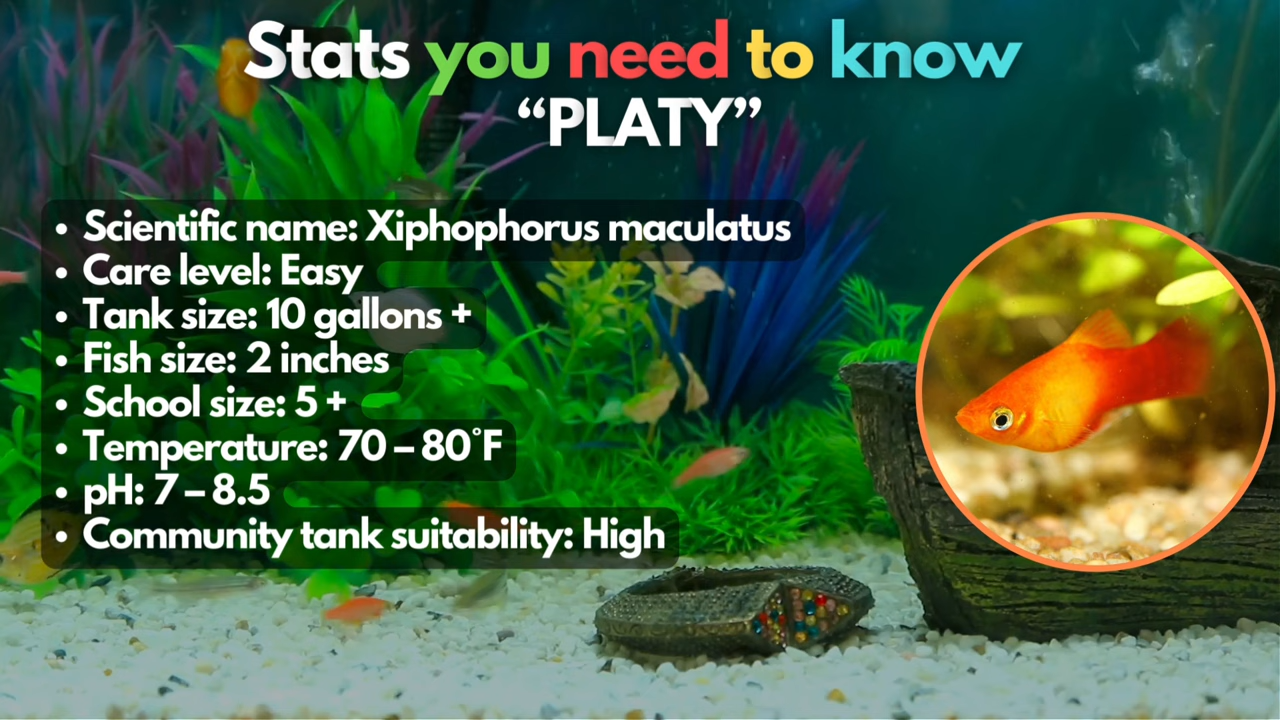 Stats you need to know
“PLATY”
• Scientific name: Xiphophorus maculatus
• Care level: Easy
• Tank size: 10 gallons +
• Fish size: 2 inches
• School size: 5 +
• Temperature: 70 – 80°F
• pH: 7 – 8.5
• Community tank suitability: High